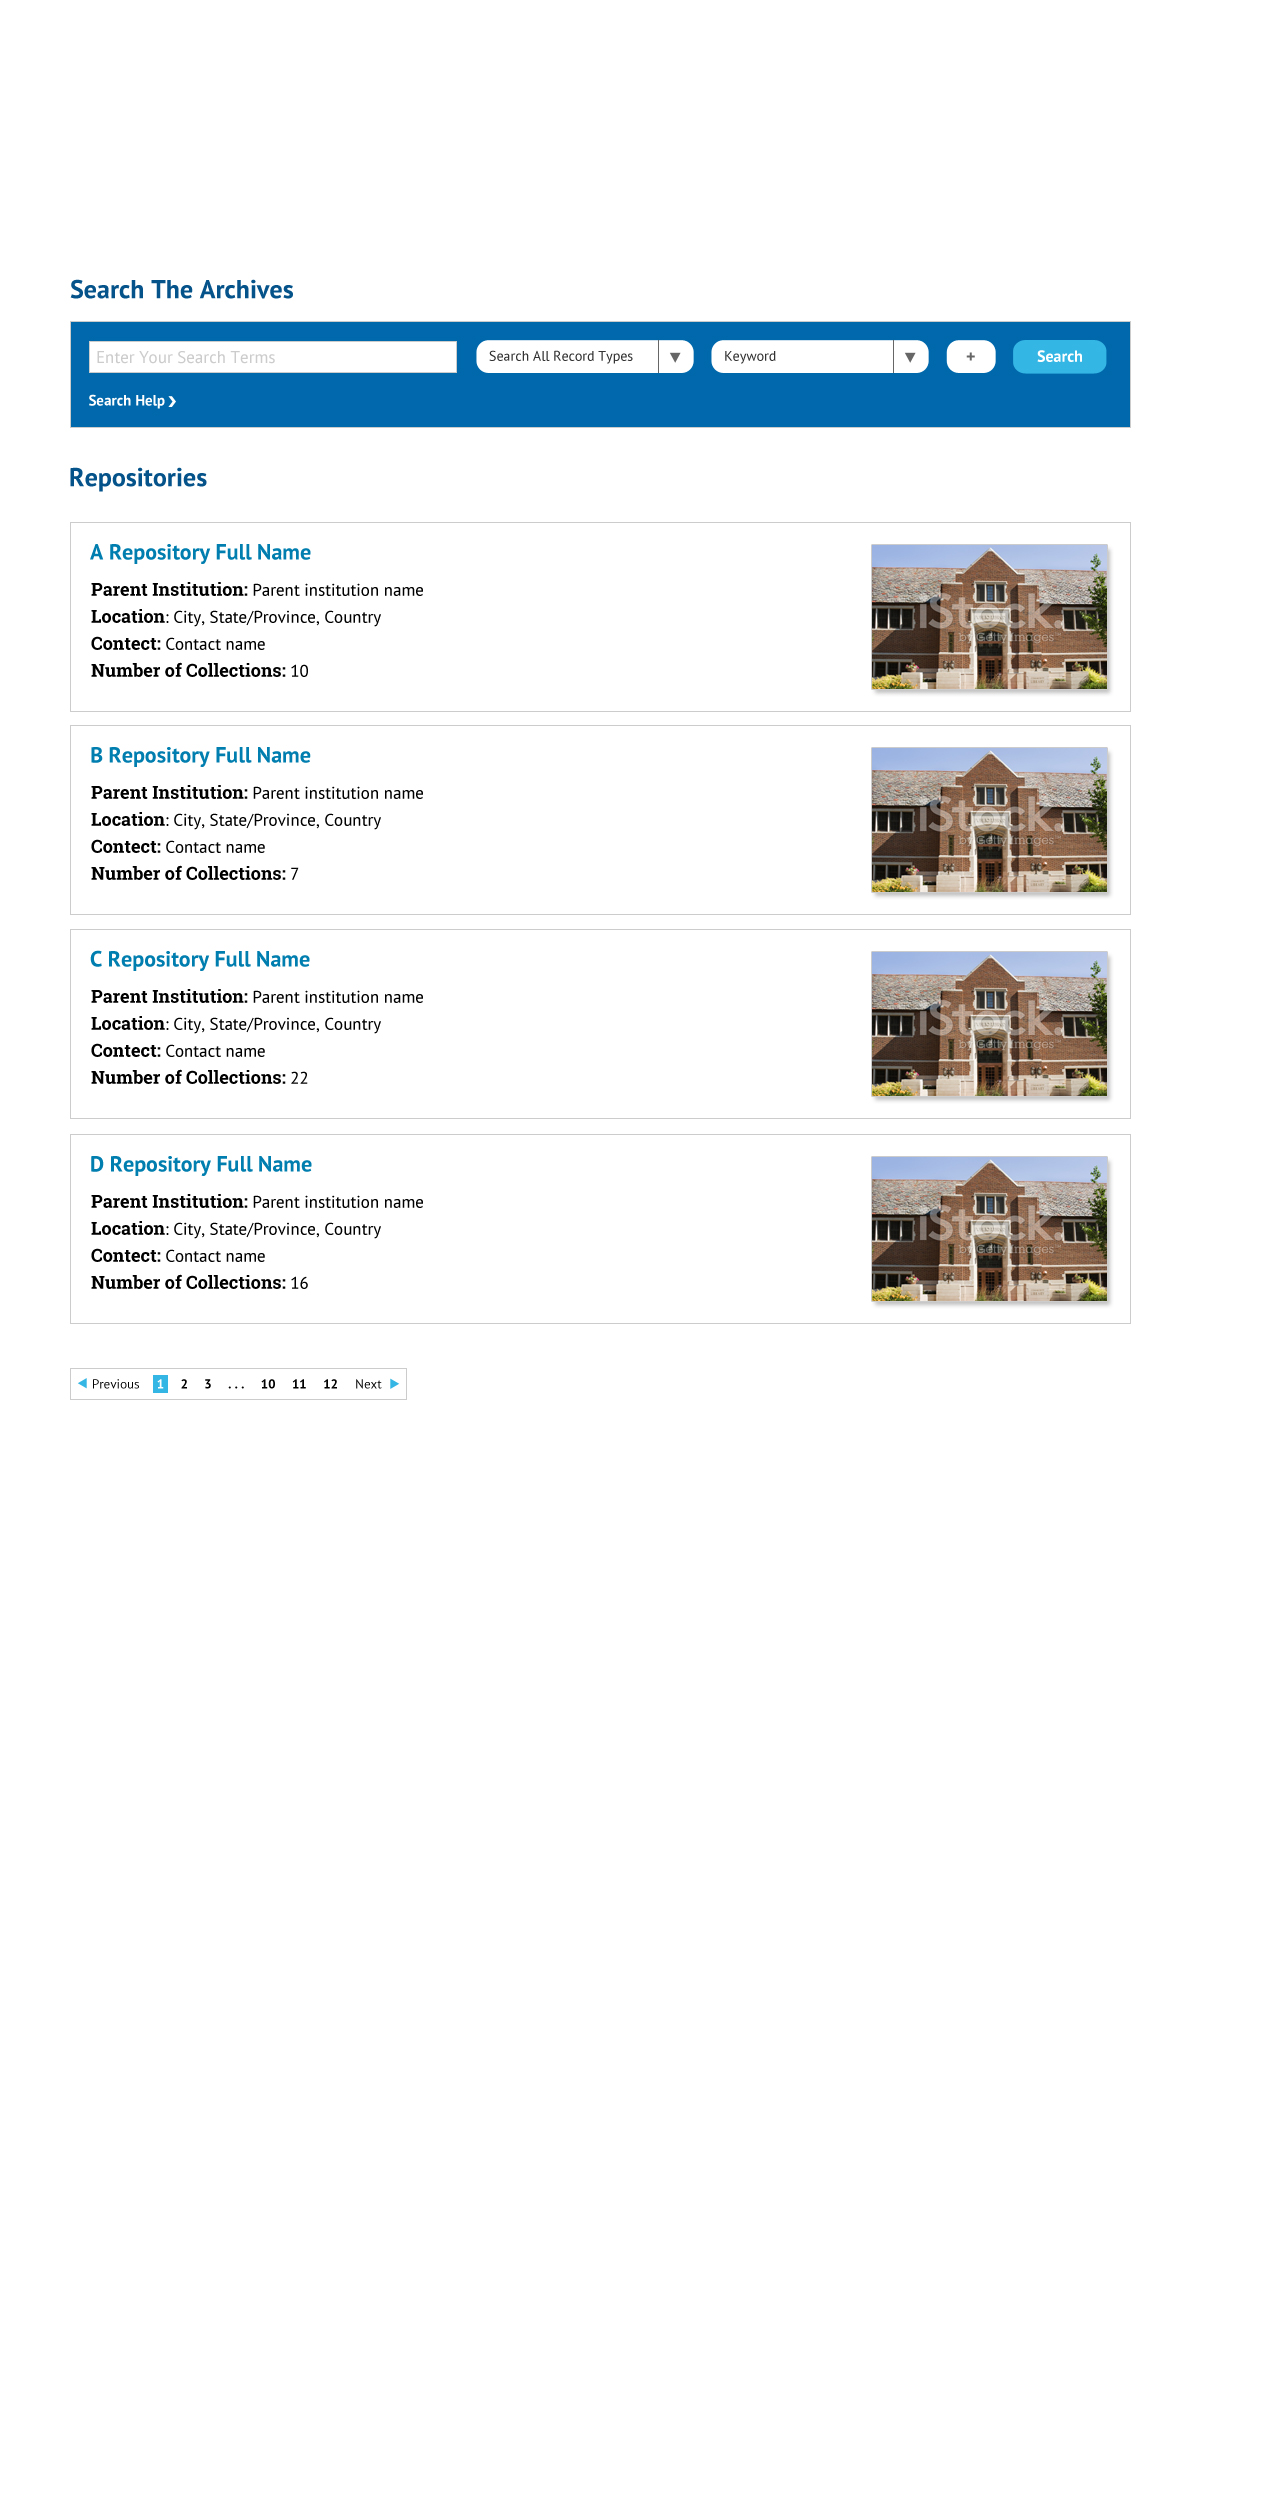 Search The Archives
Enter Your Search Terms
Search All Record Types ▼
Keyword ▼
+
Search
Search Help ❯
Repositories
A Repository Full Name
Parent Institution: Parent institution name
Location: City, State/Province, Country
Contect: Contact name
Number of Collections: 10
iStock.
by Getty Images™
B Repository Full Name
Parent Institution: Parent institution name
Location: City, State/Province, Country
Contect: Contact name
Number of Collections: 7
iStock.
by Getty Images™
C Repository Full Name
Parent Institution: Parent institution name
Location: City, State/Province, Country
Contect: Contact name
Number of Collections: 22
iStock.
by Getty Images™
D Repository Full Name
Parent Institution: Parent institution name
Location: City, State/Province, Country
Contect: Contact name
Number of Collections: 16
iStock.
by Getty Images™
◀ Previous 1 2 3 ... 10 11 12 Next ▶